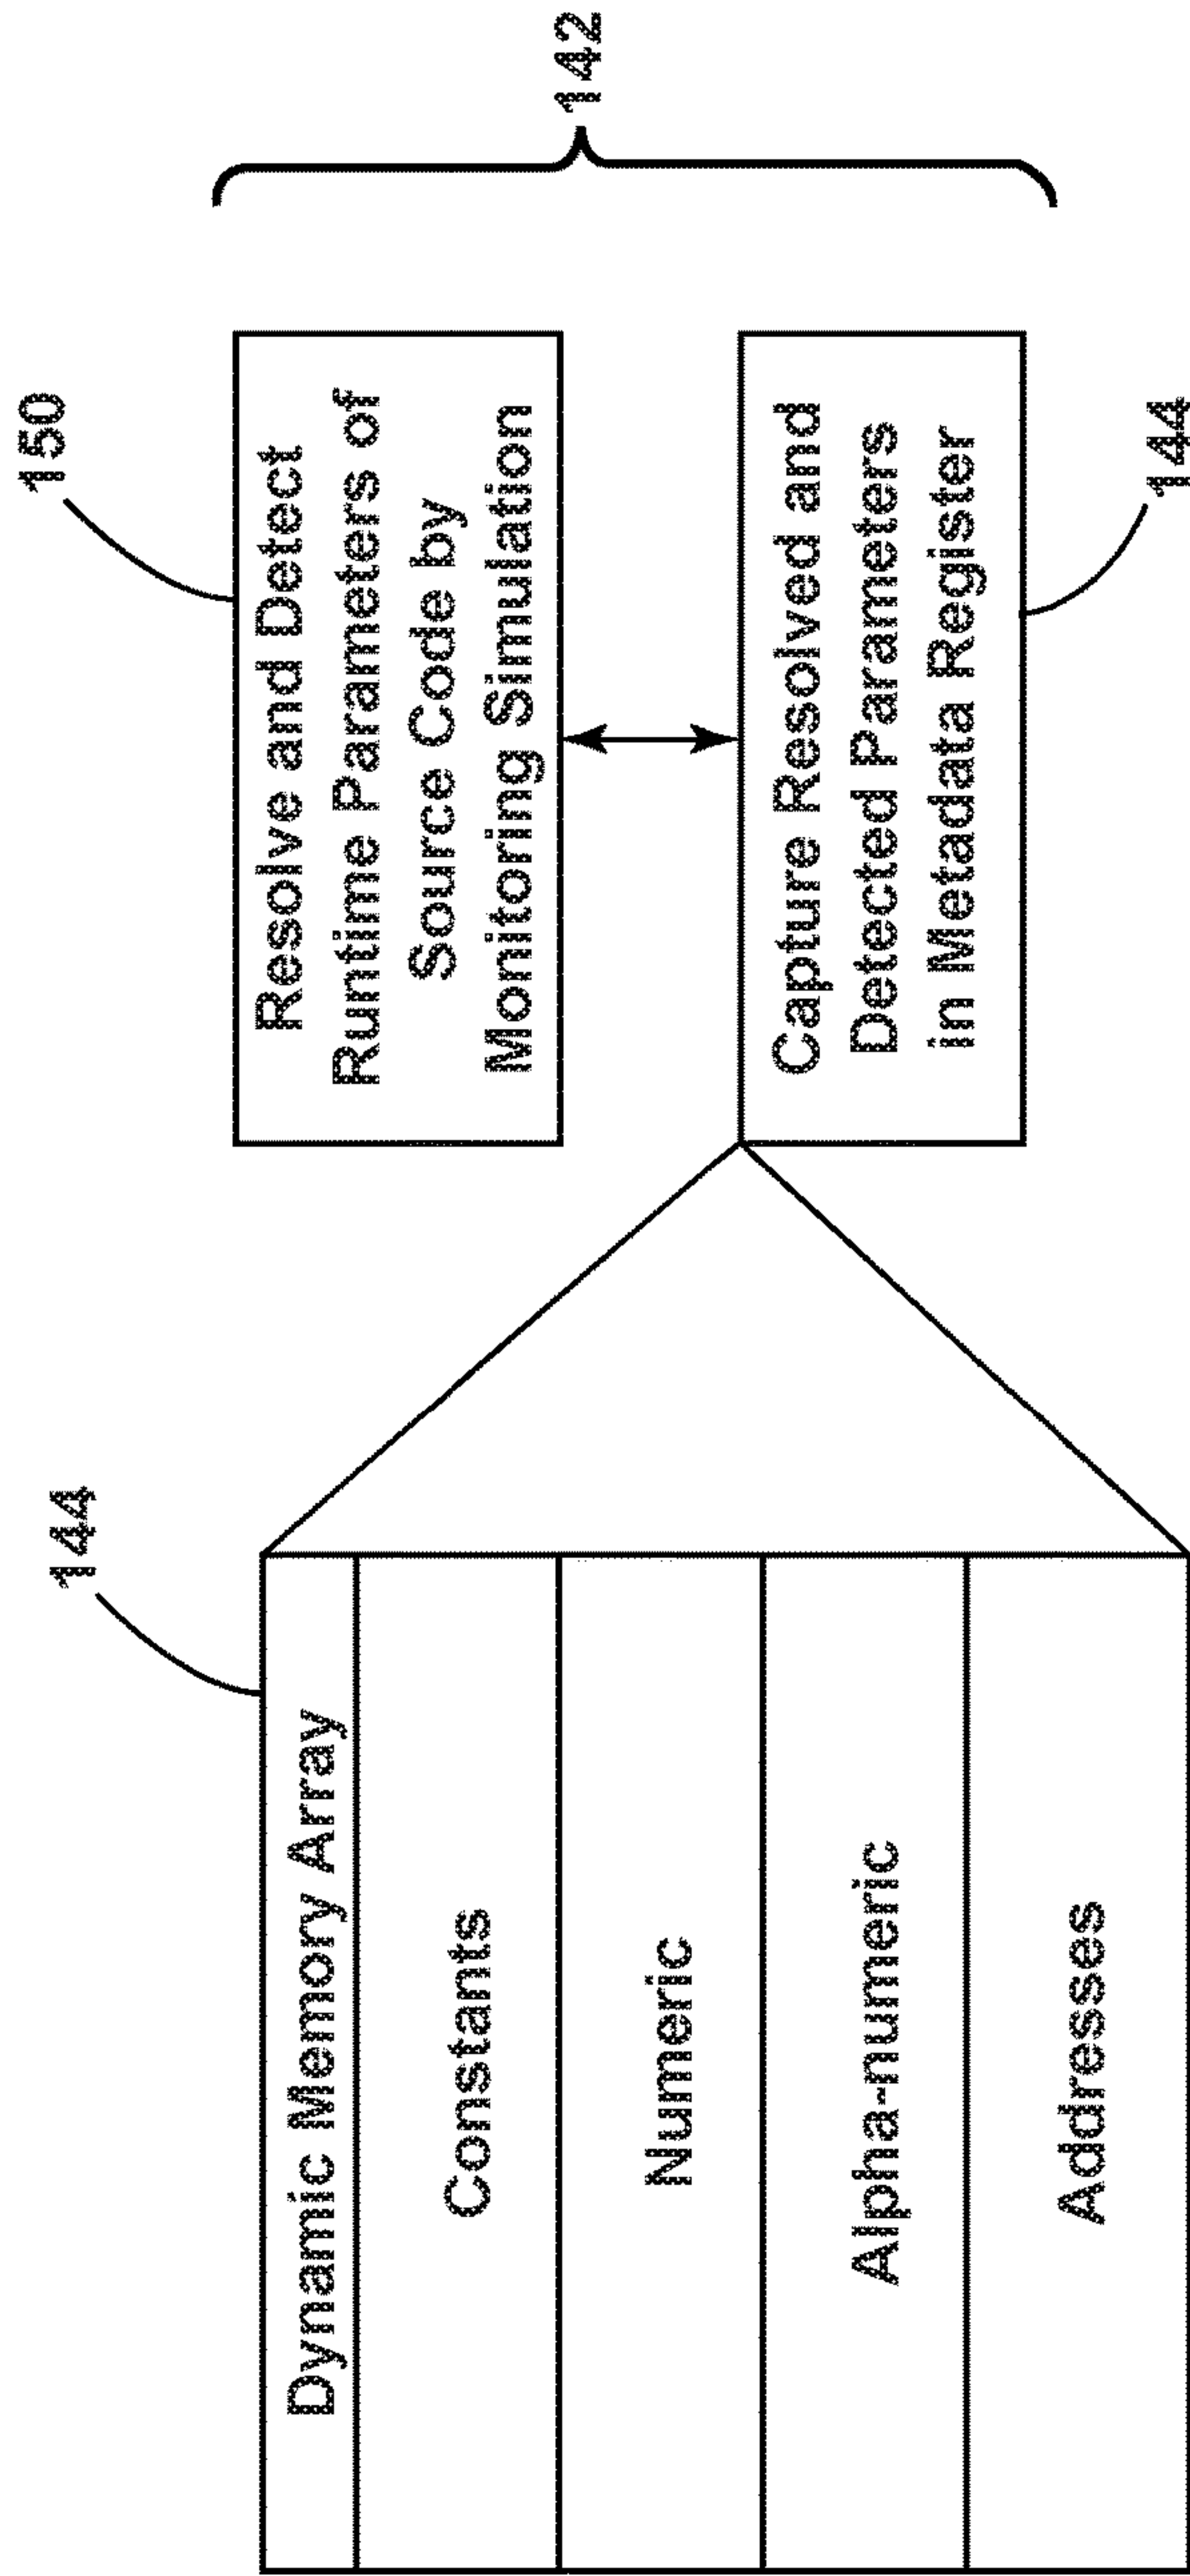 144
Dynamic Memory Array
Constants
Numeric
Alpha-numeric
Addresses
150
Resolve and Detect
Runtime Parameters of
Source Code by
Monitoring Simulation
Capture Resolved and
Detected Parameters
in Metadata Register
144
142